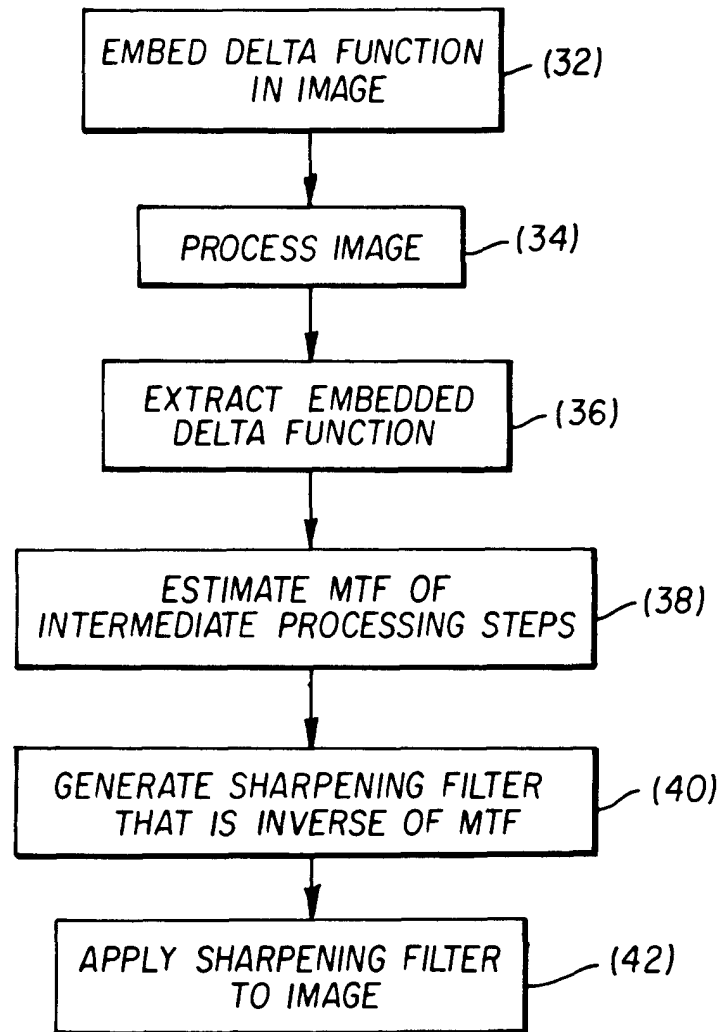 EMBED DELTA FUNCTION
IN IMAGE
(32)
PROCESS IMAGE
(34)
EXTRACT EMBEDDED
DELTA FUNCTION
(36)
ESTIMATE MTF OF
INTERMEDIATE PROCESSING STEPS
(38)
GENERATE SHARPENING FILTER
THAT IS INVERSE OF MTF
(40)
APPLY SHARPENING FILTER
TO IMAGE
(42)